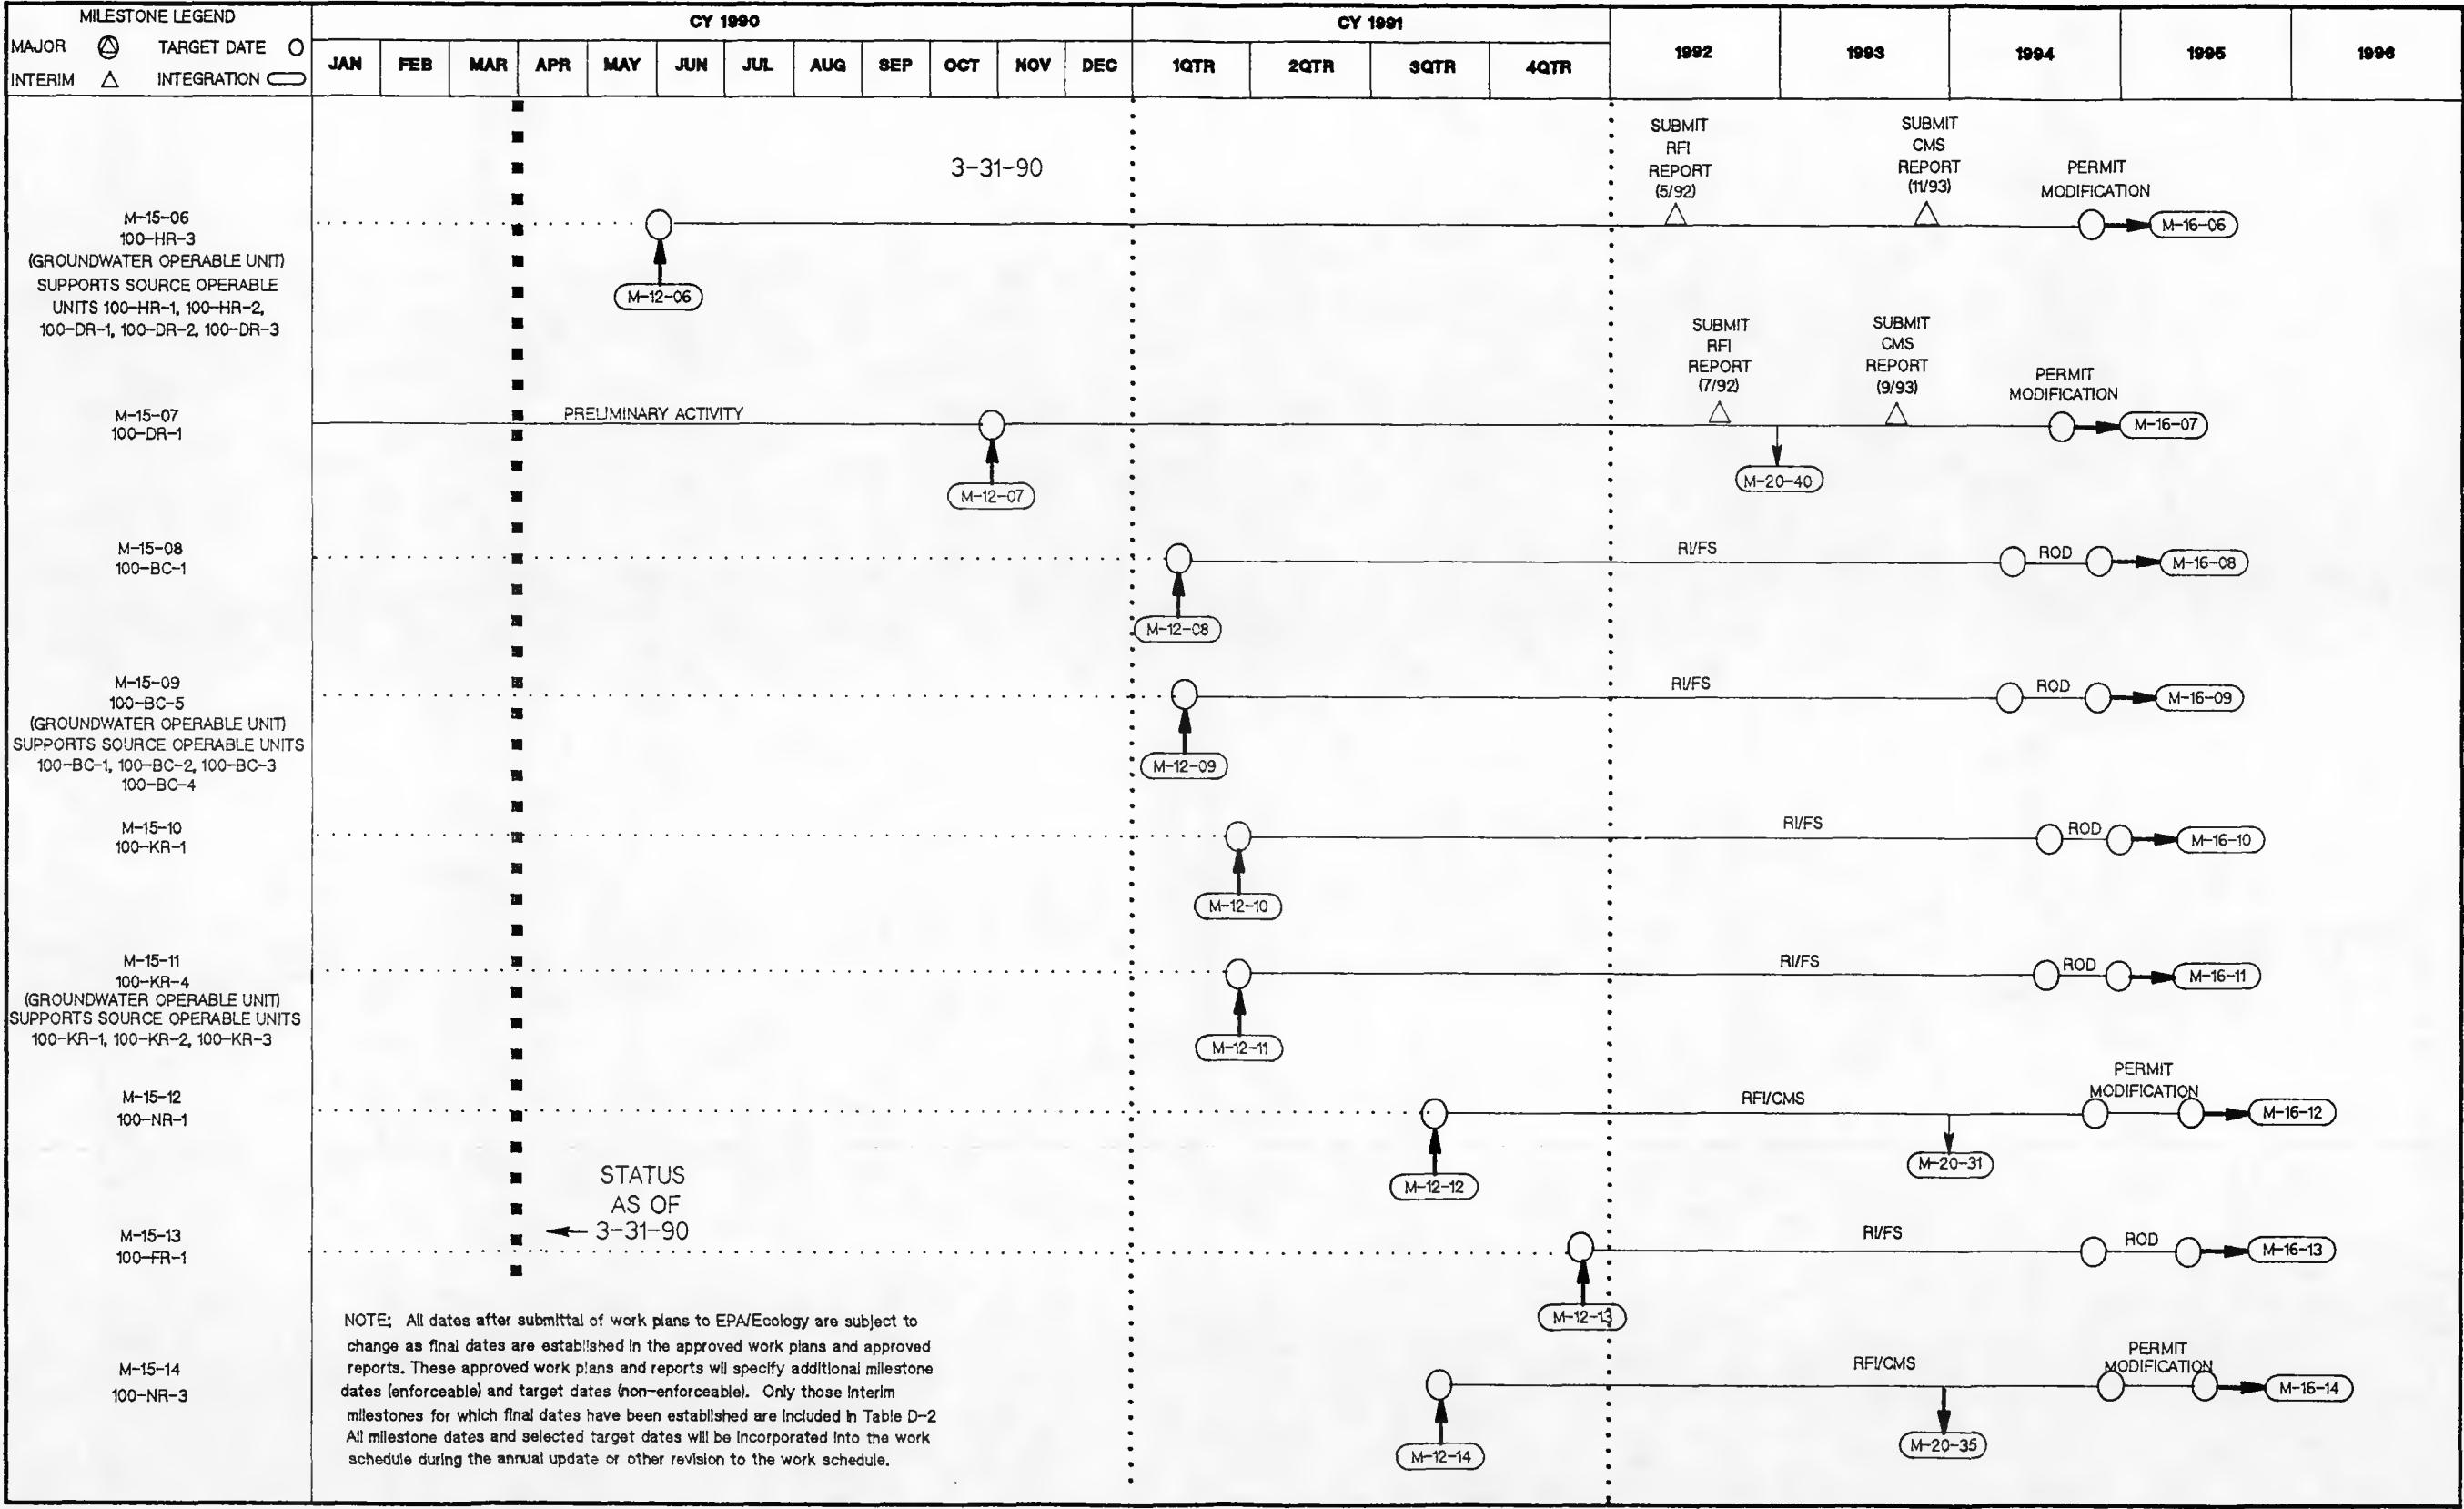 MILESTONE LEGEND
MAJOR TARGET DATE
INTERIM INTEGRATION
CY 1990
CY 1991
JAN FEB MAR APR MAY JUN JUL AUG SEP OCT NOV DEC
1QTR 2QTR 3QTR 4QTR
1992 1993 1994 1995 1996
3-31-90
SUBMIT
RFI
REPORT
(5/92)
SUBMIT
CMS
REPORT
(11/93)
PERMIT
MODIFICATION
M-15-06
100-HR-3
(GROUNDWATER OPERABLE UNIT)
SUPPORTS SOURCE OPERABLE
UNITS 100-HR-1, 100-HR-2,
100-DR-1, 100-DR-2, 100-DR-3
M-12-06
M-16-06
SUBMIT
RFI
REPORT
(7/92)
SUBMIT
CMS
REPORT
(9/93)
PERMIT
MODIFICATION
M-15-07
100-DR-1
PRELIMINARY ACTIVITY
M-12-07
M-20-40
M-16-07
M-15-08
100-BC-1
RI/FS
ROD
M-16-08
M-12-08
M-15-09
100-BC-5
(GROUNDWATER OPERABLE UNIT)
SUPPORTS SOURCE OPERABLE UNITS
100-BC-1, 100-BC-2, 100-BC-3
100-BC-4
RI/FS
ROD
M-16-09
M-12-09
M-15-10
100-KR-1
RI/FS
ROD
M-16-10
M-12-10
M-15-11
100-KR-4
(GROUNDWATER OPERABLE UNIT)
SUPPORTS SOURCE OPERABLE UNITS
100-KR-1, 100-KR-2, 100-KR-3
RI/FS
ROD
M-16-11
M-12-11
M-15-12
100-NR-1
RFI/CMS
PERMIT
MODIFICATION
M-16-12
M-12-12
M-20-31
STATUS
AS OF
3-31-90
M-15-13
100-FR-1
RI/FS
ROD
M-16-13
M-12-13
M-15-14
100-NR-3
RFI/CMS
PERMIT
MODIFICATION
M-16-14
M-12-14
M-20-35
NOTE: All dates after submittal of work plans to EPA/Ecology are subject to
change as final dates are established in the approved work plans and approved
reports. These approved work plans and reports will specify additional milestone
dates (enforceable) and target dates (non-enforceable). Only those interim
milestones for which final dates have been established are included in Table D-2
All milestone dates and selected target dates will be incorporated into the work
schedule during the annual update or other revision to the work schedule.